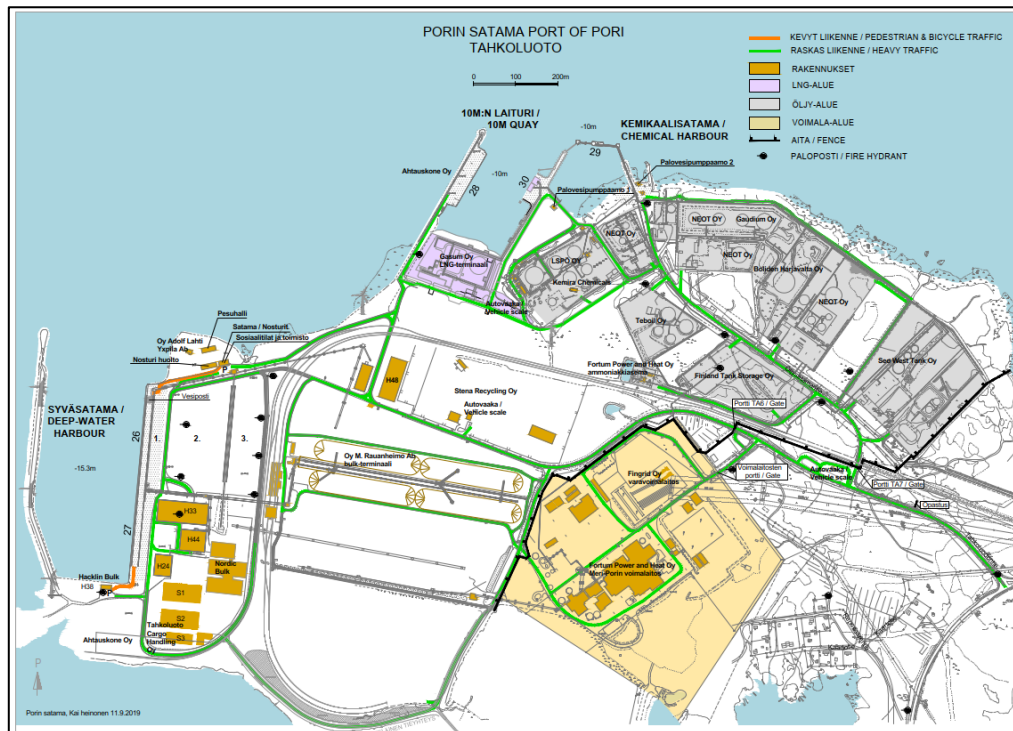 PORIN SATAMA PORT OF PORI
TAHKOLUOTO
0 100 200m
KEVYT LIIKENNE / PEDESTRIAN & BICYCLE TRAFFIC
RASKAS LIIKENNE / HEAVY TRAFFIC
RAKENNUKSET
LNG-ALUE
ÖLJY-ALUE
VOIMALA-ALUE
AITA / FENCE
PALOPOSTI / FIRE HYDRANT
10M:N LAITURI /
10M QUAY
KEMIKAALISATAMA /
CHEMICAL HARBOUR
-10m
29
Palovesipumppaamo 2
Ahtauskone Oy
-10m
28
30
Palovesipumppaamo 1
NEOT Oy
Gaudium Oy
NEOT Oy
NEOT Oy
Boliden Harjavalta Oy
NEOT Oy
Gasum Oy
LNG-terminaali
LSPO OY
Kemira Chemicals
Autovaaka /
Vehicle scale
Teboil Oy
Sea West Tank Oy
Pesuhalli
Satama / Nosturit.
Sosiaalitilat ja toimisto
Oy Adolf Lahti
Yxpila Ab
Nosturi huolto
P
Vesiposti
H48
Stena Recycling Oy
Autovaaka /
Vehicle scale
Fortum Power and Heat Oy
ammoniakkiasema
Finland Tank Storage Oy
Portti TA6 / Gate
SYVÄSATAMA /
DEEP-WATER
HARBOUR
26
1.
2.
3.
-15.3m
27
Oy M. Rauanheimo Ab
bulk-terminaali
Fingrid Oy
varavoimalaitos
Voimalaitosten
portti / Gate
Autovaaka
Vehicle scale
Portti TA7 / Gate
Opastus
H33
H44
H24
Nordic
Bulk
Hacklin Bulk
H38
P
S1
S2
S3
Tahkoluoto
Cargo
Handling
Oy
Ahtauskone Oy
Fortum Power and Heat Oy
Meri-Porin voimalaitos
P
Porin satama, Kai heinonen 11.9.2019